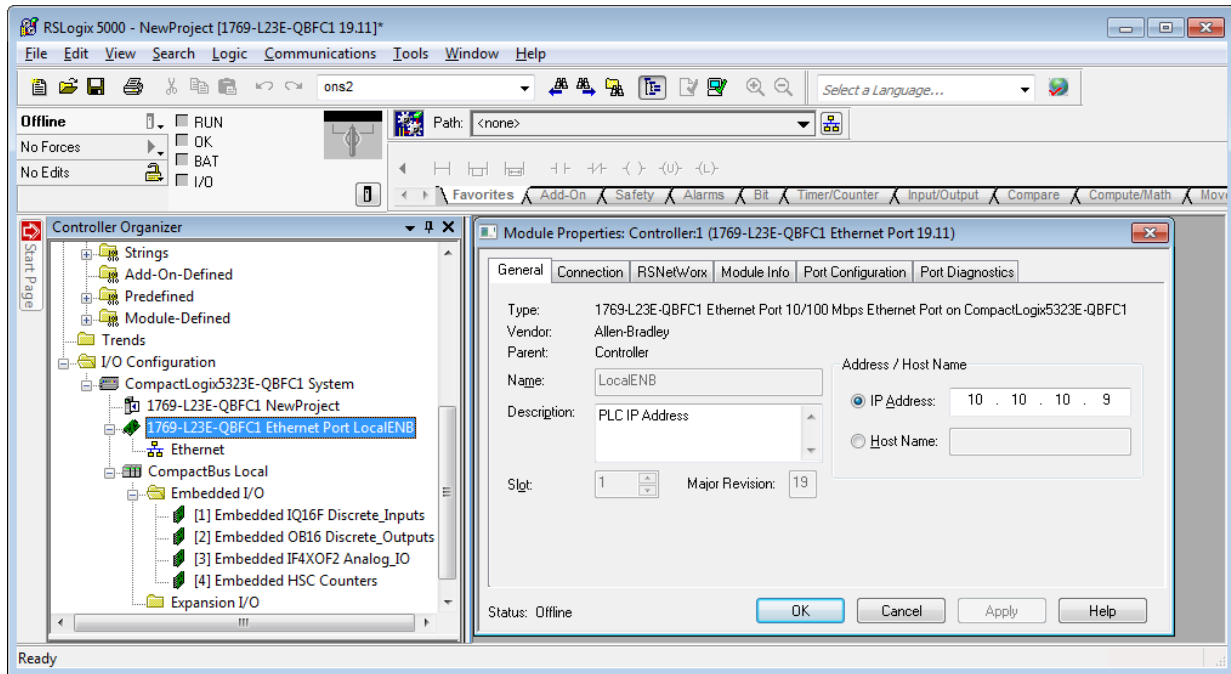 RSLogix 5000 - NewProject [1769-L23E-QBFC1 19.11]*
File Edit View Search Logic Communications Tools Window Help
ons2
Select a Language...
Offline
RUN
No Forces
OK
No Edits
BAT
I/O
Path: <none>
Favorites Add-On Safety Alarms Bit Timer/Counter Input/Output Compare Compute/Math Move
Start Page
Controller Organizer
Strings
Add-On-Defined
Predefined
Module-Defined
Trends
I/O Configuration
CompactLogix5323E-QBFC1 System
1769-L23E-QBFC1 NewProject
1769-L23E-QBFC1 Ethernet Port LocalENB
Ethernet
CompactBus Local
Embedded I/O
[1] Embedded IQ16F Discrete_Inputs
[2] Embedded OB16 Discrete_Outputs
[3] Embedded IF4XOF2 Analog_IO
[4] Embedded HSC Counters
Expansion I/O
Module Properties: Controller:1 (1769-L23E-QBFC1 Ethernet Port 19.11)
General Connection RSNetWorx Module Info Port Configuration Port Diagnostics
Type: 1769-L23E-QBFC1 Ethernet Port 10/100 Mbps Ethernet Port on CompactLogix5323E-QBFC1
Vendor: Allen-Bradley
Parent: Controller
Name: LocalENB
Description: PLC IP Address
Slot: 1 Major Revision: 19
Address / Host Name
IP Address: 10 . 10 . 10 . 9
Host Name:
Status: Offline
OK Cancel Apply Help
Ready